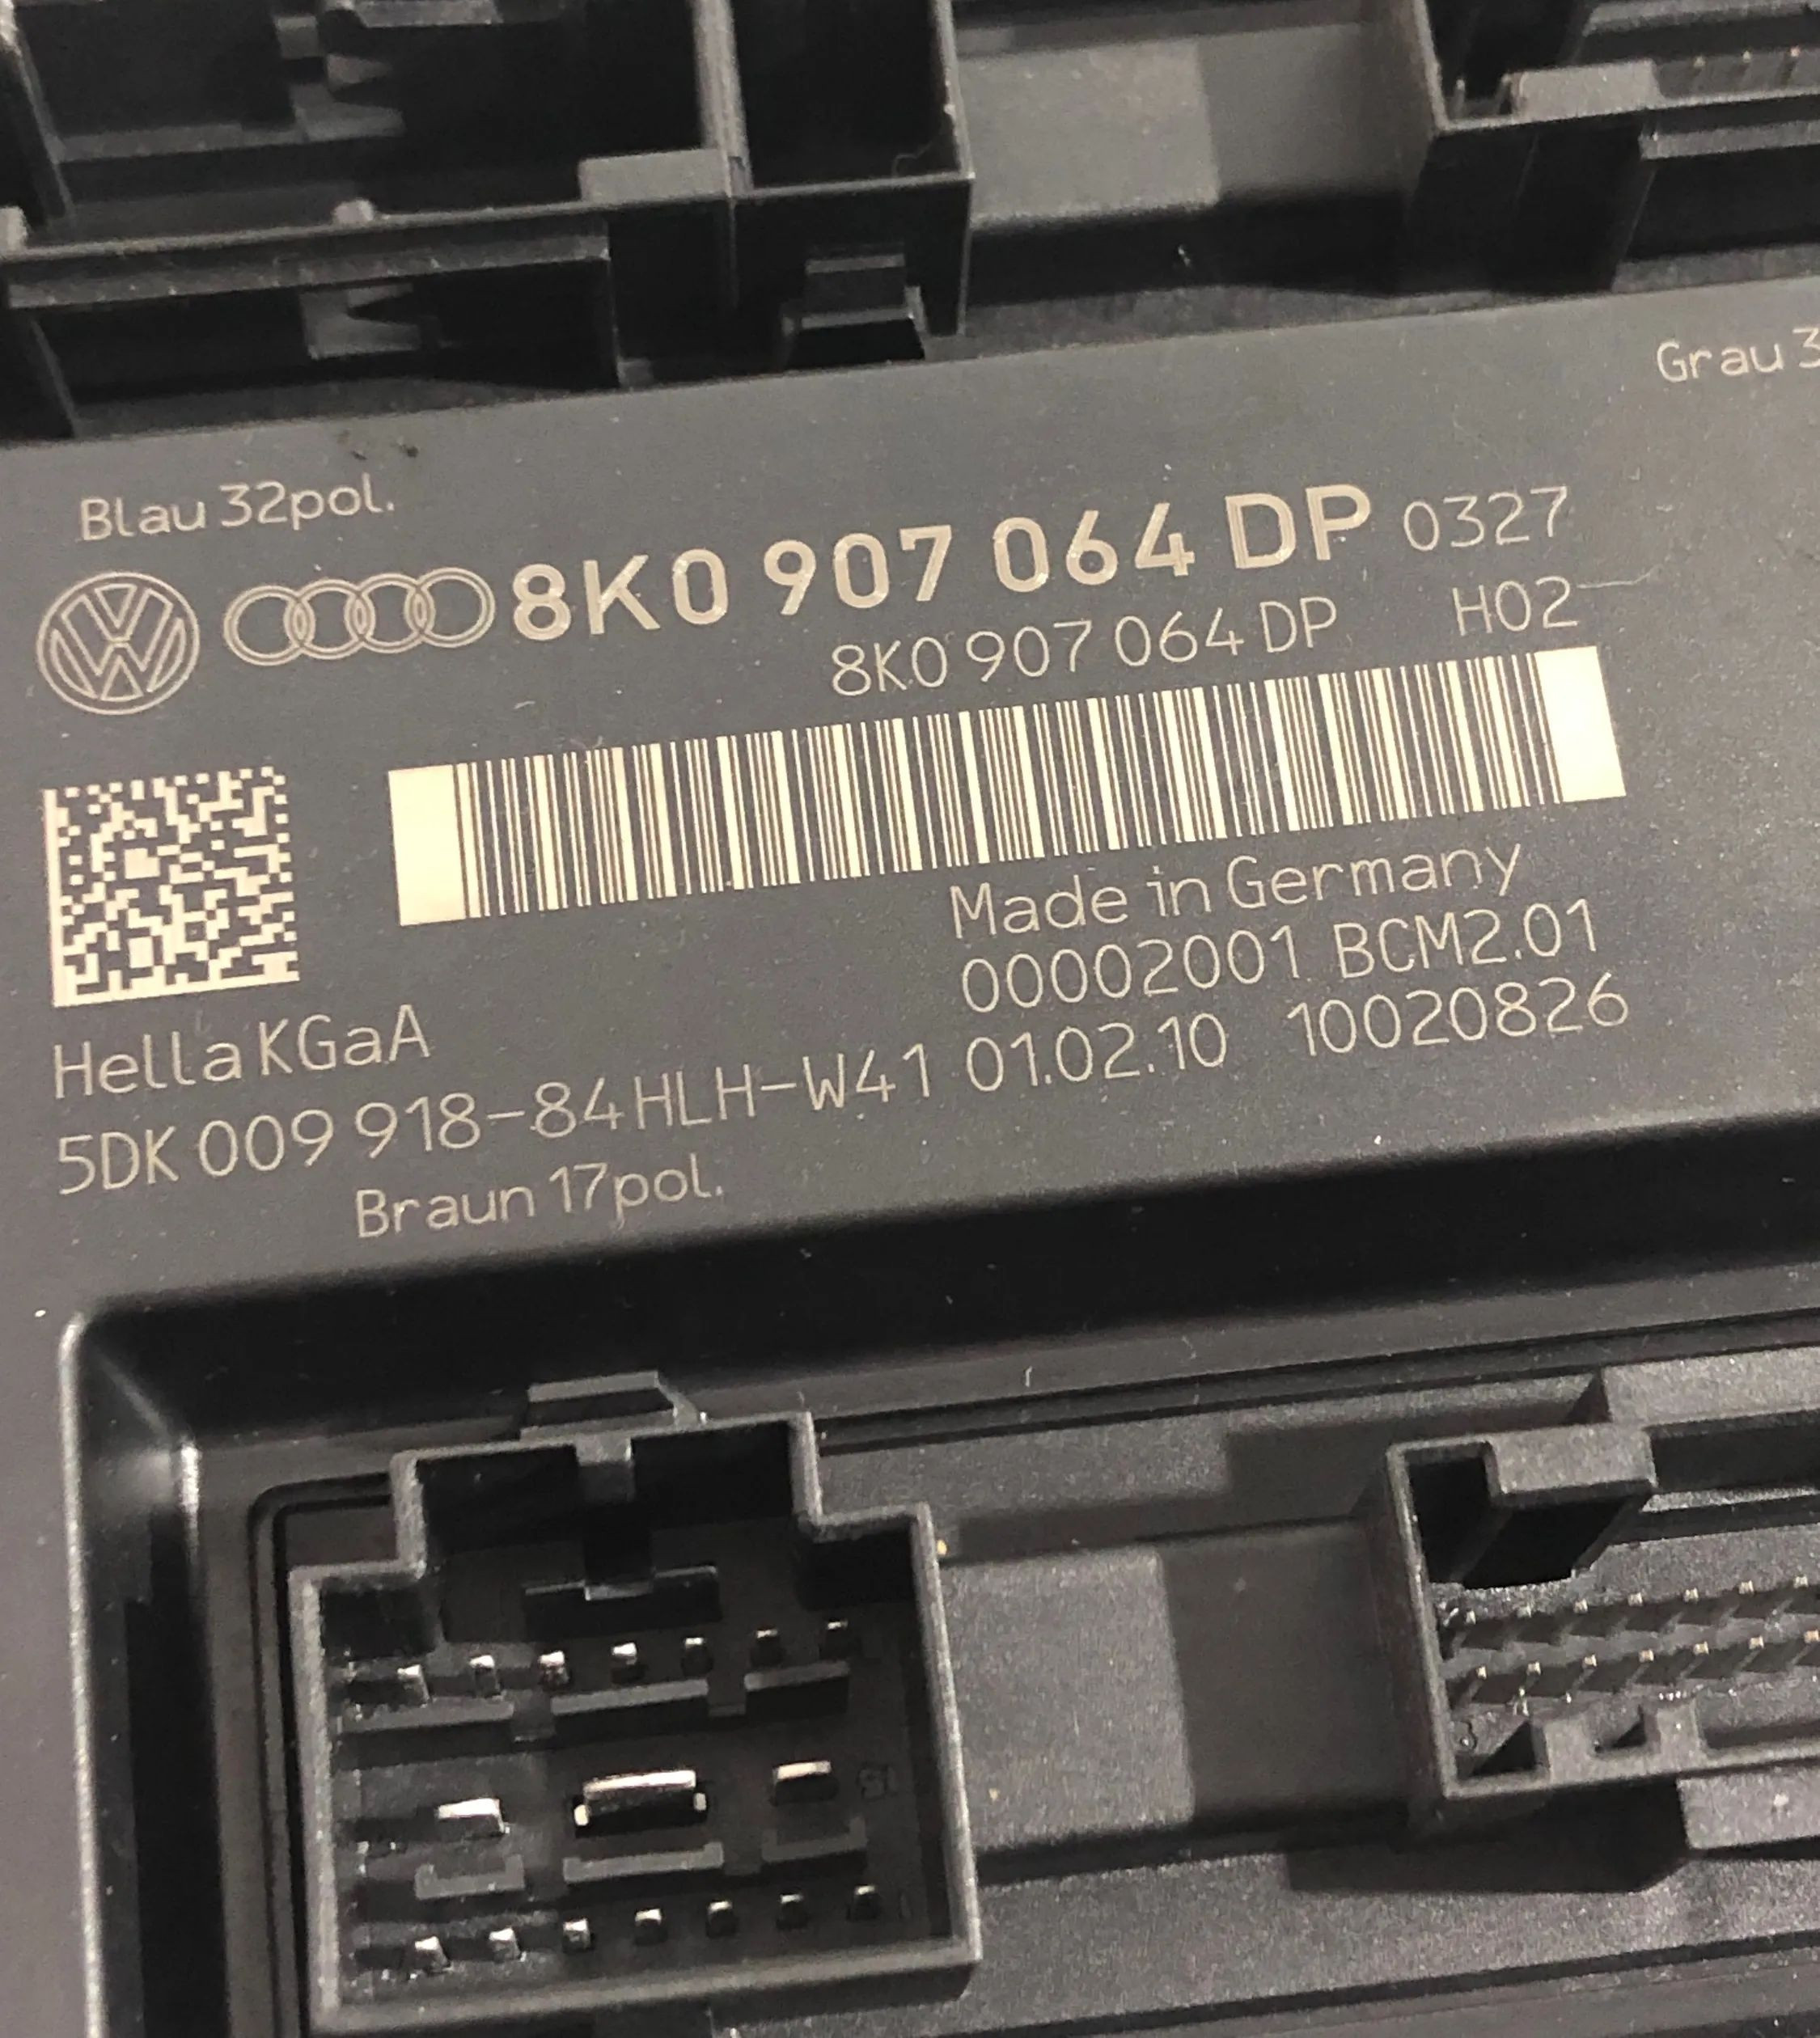 Grau 3
Blau 32pol.
8K0 907 064 DP 0327
8K0 907 064 DP H02
Made in Germany
00002001 BCM2.01
Hella KGaA
5DK 009 918-84 HLH-W41 01.02.10 10020826
Braun 17pol.
15